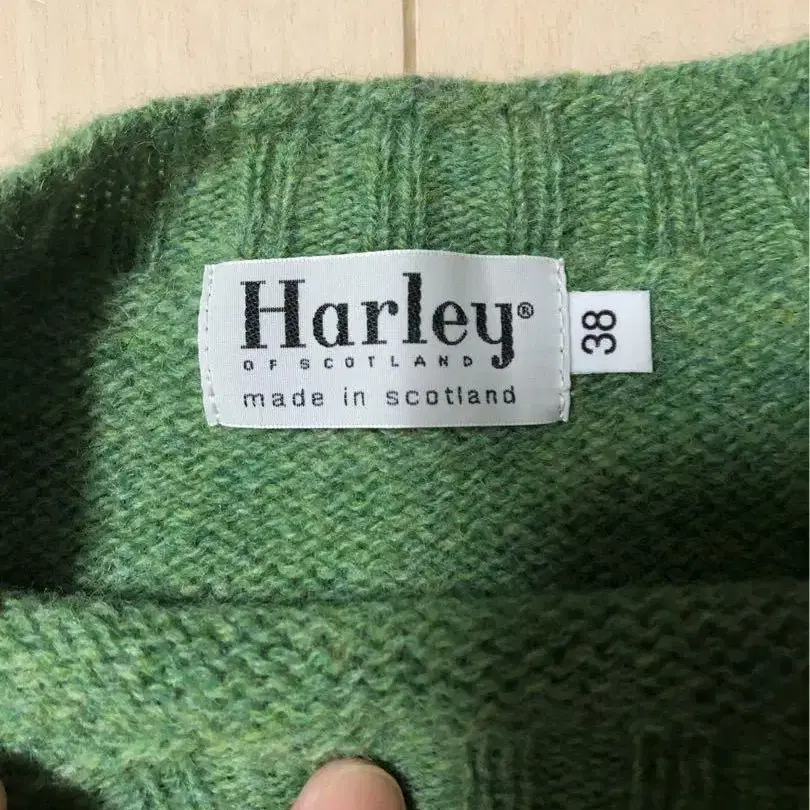 Harley®
OF SCOTLAND
made in scotland
38